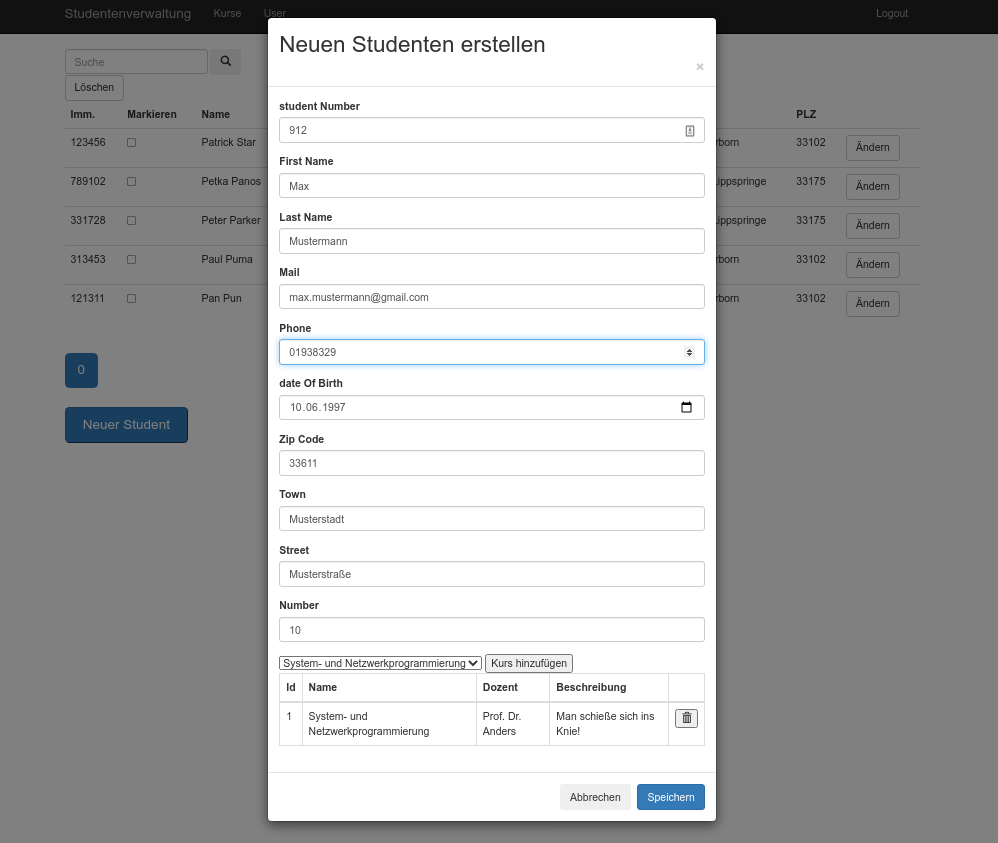 Studentenverwaltung Kurse User Logout
Neuen Studenten erstellen
×
Suche
Löschen
Imm. Markieren Name PLZ
123456 Patrick Star rborn 33102 Ändern
789102 Petka Panos ippspringe 33175 Ändern
331728 Peter Parker ippspringe 33175 Ändern
313453 Paul Puma rborn 33102 Ändern
121311 Pan Pun rborn 33102 Ändern
0
Neuer Student
student Number
912
First Name
Max
Last Name
Mustermann
Mail
max.mustermann@gmail.com
Phone
01938329
date Of Birth
10.06.1997
Zip Code
33611
Town
Musterstadt
Street
Musterstraße
Number
10
System- und Netzwerkprogrammierung Kurs hinzufügen
Id Name Dozent Beschreibung
1 System- und Prof. Dr. Man schieße sich ins
Netzwerkprogrammierung Anders Knie!
Abbrechen Speichern